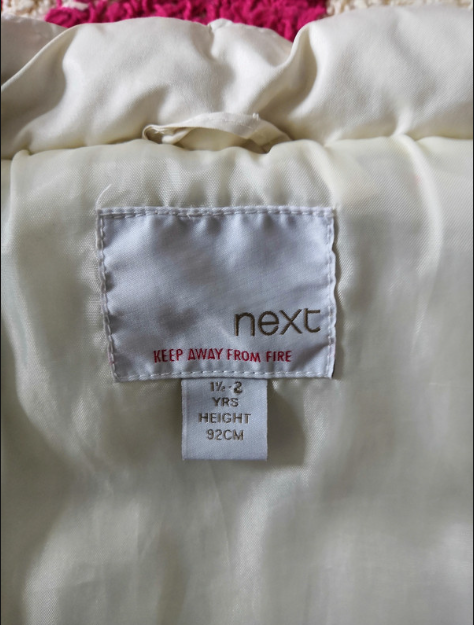 next
KEEP AWAY FROM FIRE
1½-2
YRS
HEIGHT
92CM